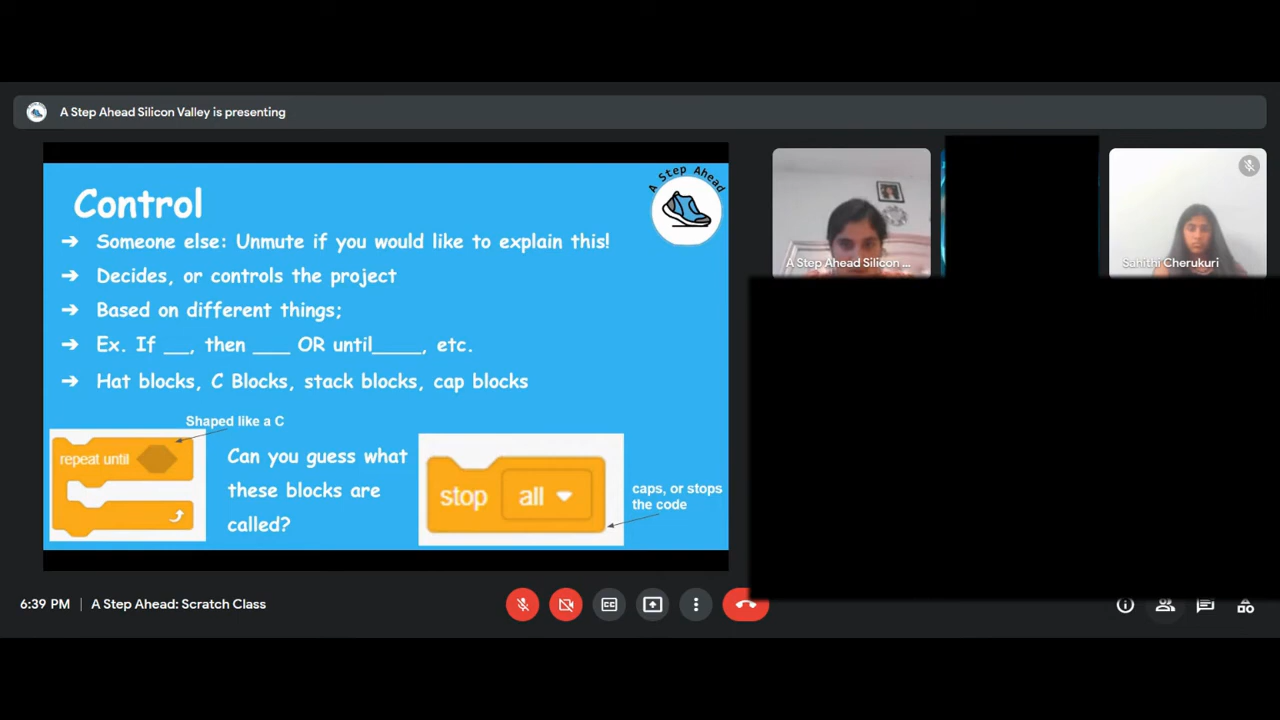 A Step Ahead Silicon Valley is presenting
Control
A Step Ahead
➔ Someone else: Unmute if you would like to explain this!
➔ Decides, or controls the project
➔ Based on different things;
➔ Ex. If __, then ___ OR until____, etc.
➔ Hat blocks, C Blocks, stack blocks, cap blocks
Shaped like a C
repeat until
Can you guess what
these blocks are
called?
stop all
caps, or stops
the code
A Step Ahead Silicon ...
Sahithi Cherukuri
6:39 PM | A Step Ahead: Scratch Class
CC